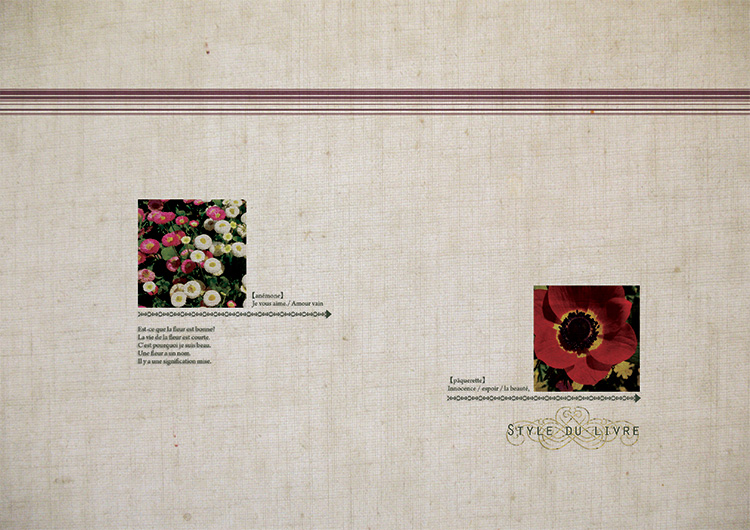 【anémone】
Je vous aime. / Amour vain
Est-ce que la fleur est bonne?
La vie de la fleur est courte.
C'est pourquoi je suis beau.
Une fleur a un nom.
Il y a une signification mise.
【pâquerette】
Innocence / espoir / la beauté,
STYLE DU LIVRE